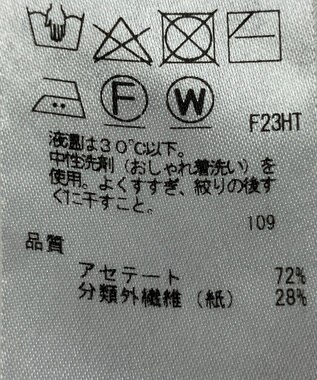 F W
F23HT
液温は30℃以下。
中性洗剤(おしゃれ着洗い)を
使用。よくすすぎ、絞りの後す
ぐに干すこと。
109
品質
アセテート 72%
分類外繊維(紙) 28%